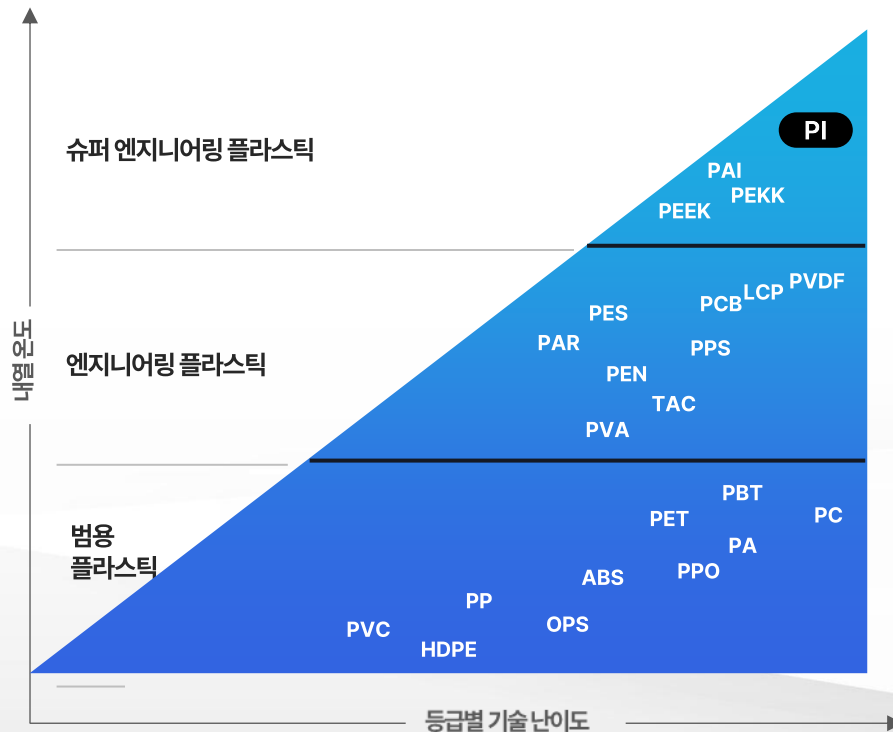 PI
슈퍼 엔지니어링 플라스틱
PAI
PEKK
PEEK
PVDF
LCP
PCB
PES
PAR
PPS
엔지니어링 플라스틱
PEN
TAC
PVA
내열 온도
PBT
PET
PC
범용
플라스틱
PA
PPO
ABS
PP
OPS
PVC
HDPE
등급별 기술 난이도